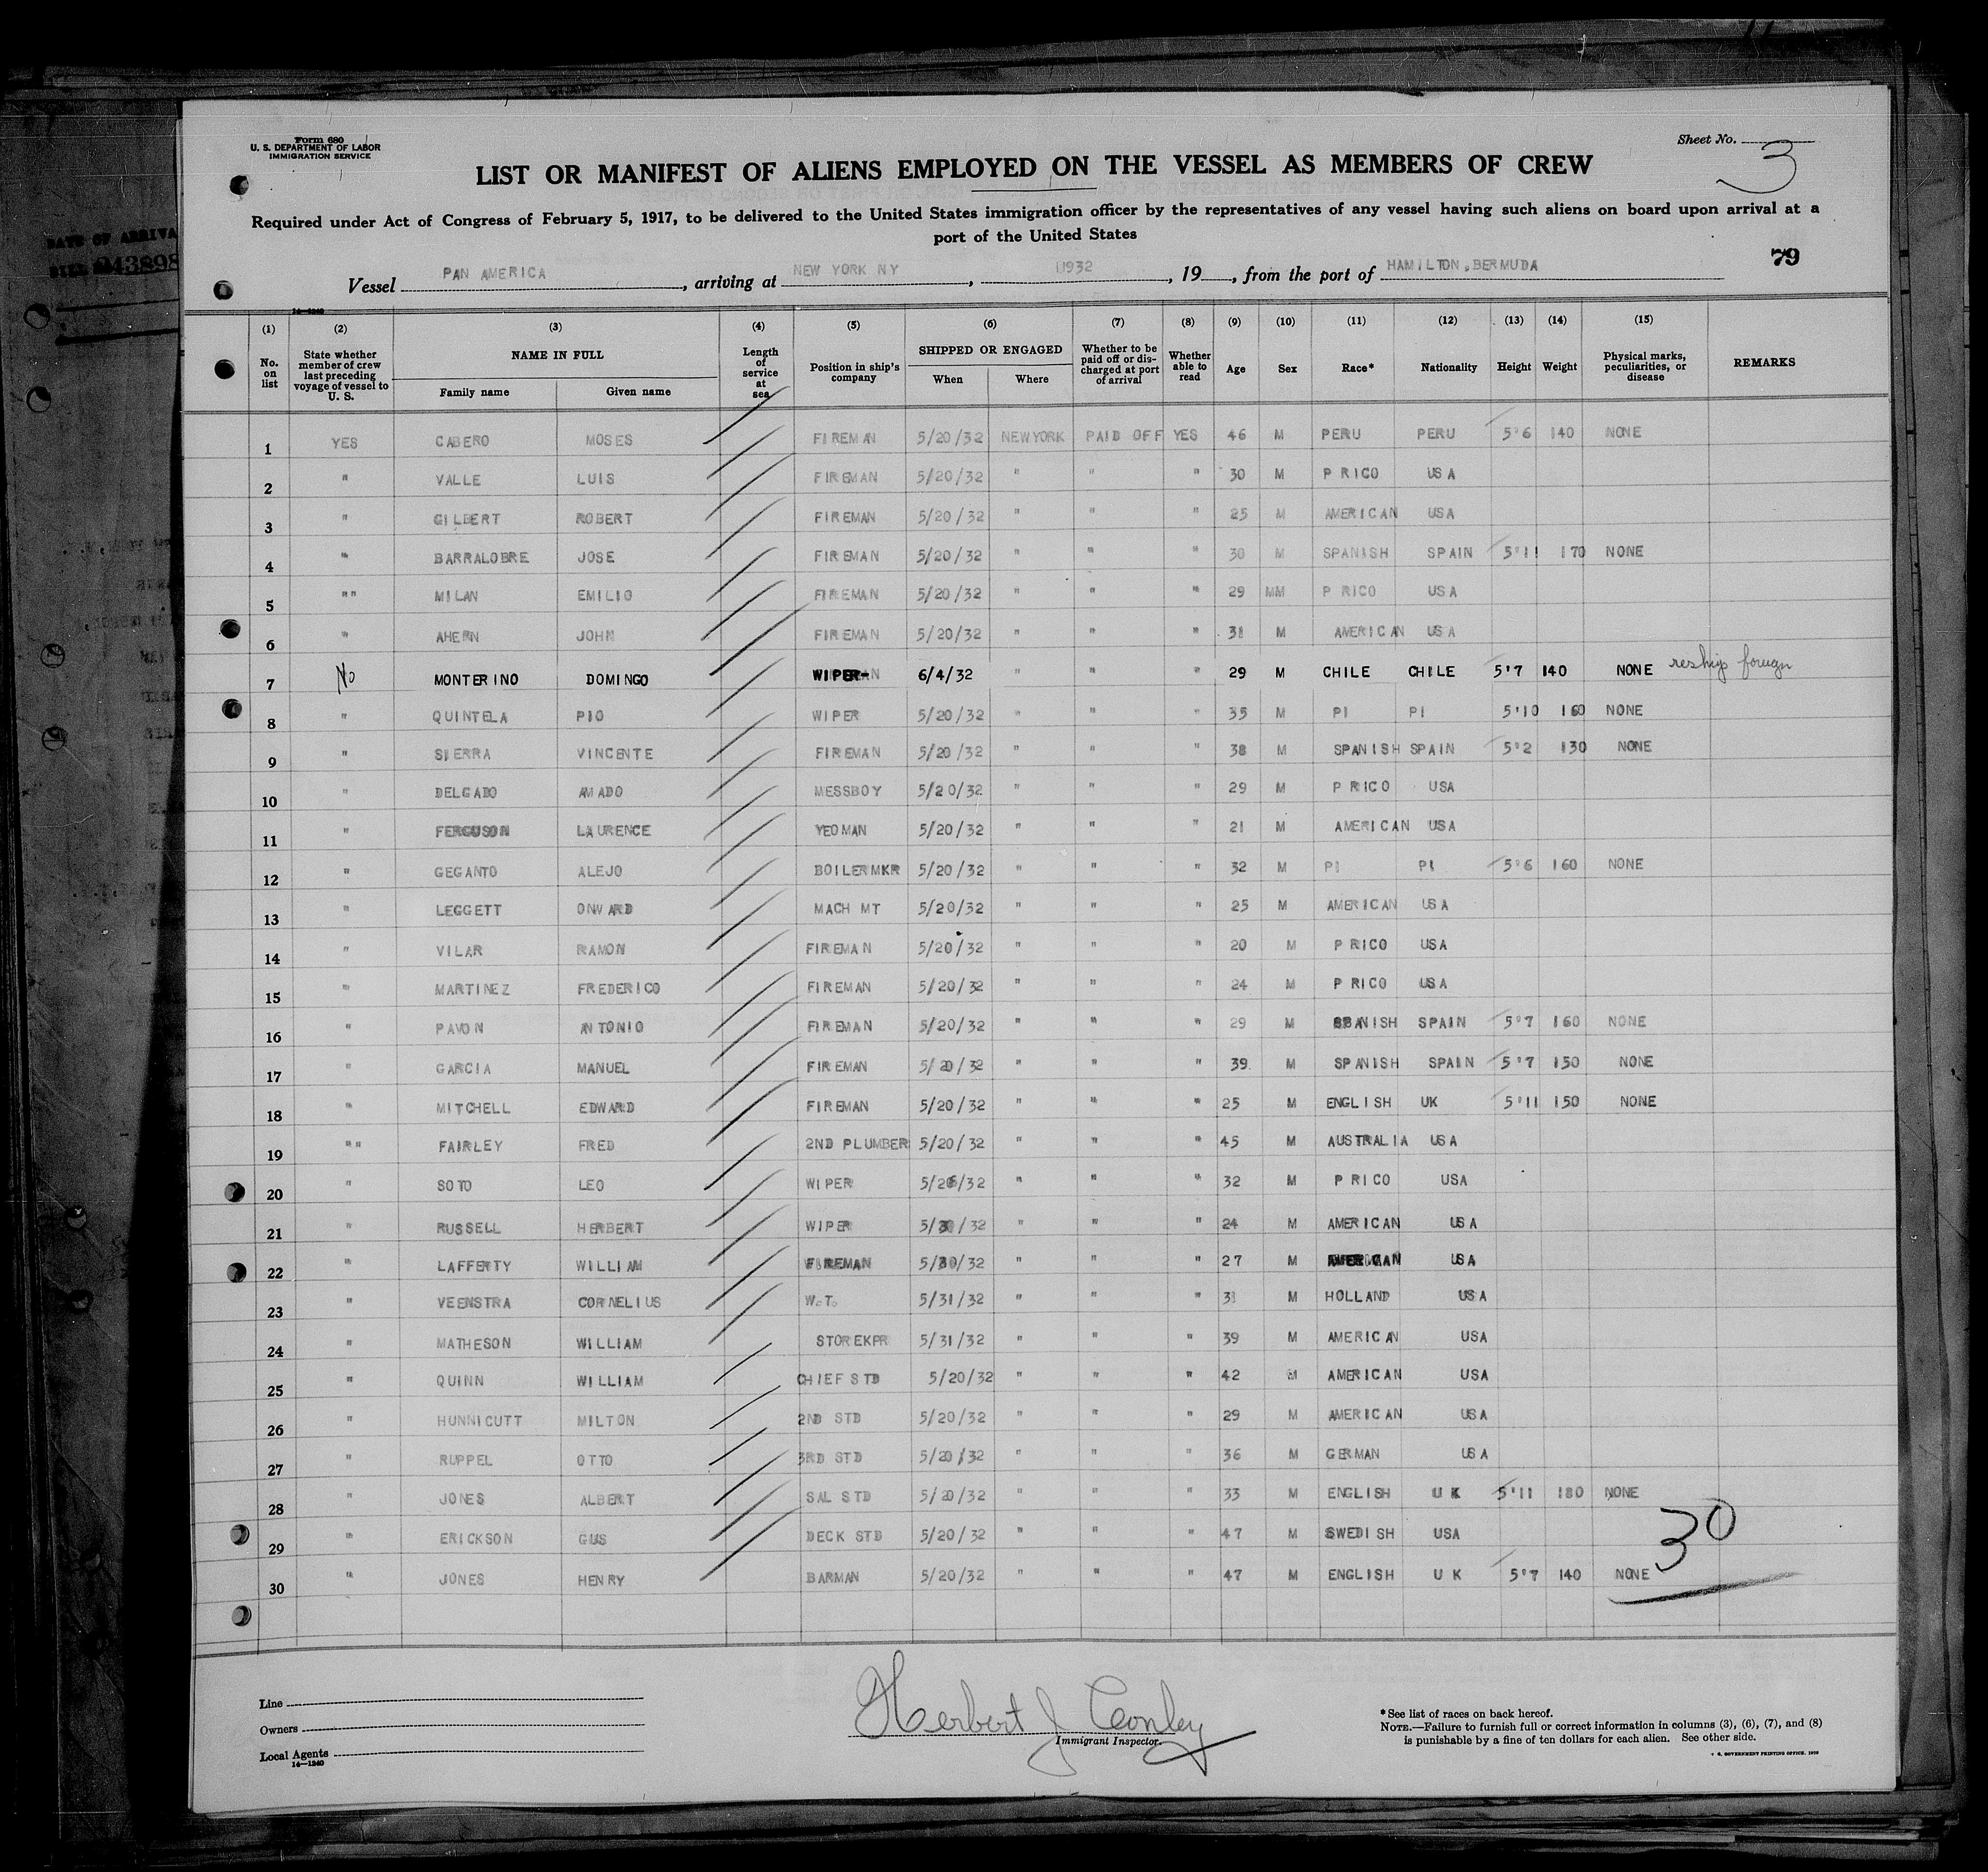 Form 680
U. S. DEPARTMENT OF LABOR
IMMIGRATION SERVICE
Sheet No. 3
LIST OR MANIFEST OF ALIENS EMPLOYED ON THE VESSEL AS MEMBERS OF CREW
Required under Act of Congress of February 5, 1917, to be delivered to the United States immigration officer by the representatives of any vessel having such aliens on board upon arrival at a
port of the United States
79
Vessel PAN AMERICA, arriving at NEW YORK NY, 1932, 19, from the port of HAMILTON, BERMUDA
14—1240
(1) (2) (3) (4) (5) (6) (7) (8) (9) (10) (11) (12) (13) (14) (15)
No. on list State whether member of crew last preceding voyage of vessel to U. S. NAME IN FULL Family name Given name Length of service at sea Position in ship's company SHIPPED OR ENGAGED When Where Whether to be paid off or discharged at port of arrival Whether able to read Age Sex Race* Nationality Height Weight Physical marks, peculiarities, or disease REMARKS
1 YES CABERO MOSES FIREMAN 5/20/32 NEWYORK PAID OFF YES 46 M PERU PERU 5'6 140 NONE
2 " VALLE LUIS FIREMAN 5/20/32 " " " 30 M P RICO USA
3 " GILBERT ROBERT FIREMAN 5/20/32 " " " 25 M AMERICAN USA
4 " BARRALOBRE JOSE FIREMAN 5/20/32 " " " 30 M SPANISH SPAIN 5'11 170 NONE
5 "" MILAN EMILIO FIREMAN 5/20/32 " " " 29 MM P RICO USA
6 " AHERN JOHN FIREMAN 5/20/32 " " " 31 M AMERICAN USA
7 No MONTERINO DOMINGO WIPER 6/4/32 " " " 29 M CHILE CHILE 5'7 140 NONE reship foreign
8 " QUINTELA PIO WIPER 5/20/32 " " " 35 M PI PI 5'10 160 NONE
9 " SIERRA VINCENTE FIREMAN 5/20/32 " " " 38 M SPANISH SPAIN 5'2 130 NONE
10 " DELGADO AMADO MESSBOY 5/20/32 " " " 29 M P RICO USA
11 " FERGUSON LAURENCE YEOMAN 5/20/32 " " " 21 M AMERICAN USA
12 " GEGANTO ALEJO BOILERMKR 5/20/32 " " " 32 M PI PI 5'6 160 NONE
13 " LEGGETT ONWARD MACH MT 5/20/32 " " " 25 M AMERICAN USA
14 " VILAR RAMON FIREMAN 5/20/32 " " " 20 M P RICO USA
15 " MARTINEZ FREDERICO FIREMAN 5/20/32 " " " 24 M P RICO USA
16 " PAVON ANTONIO FIREMAN 5/20/32 " " " 29 M SPANISH SPAIN 5'7 160 NONE
17 " GARCIA MANUEL FIREMAN 5/20/32 " " " 39 M SPANISH SPAIN 5'7 150 NONE
18 " MITCHELL EDWARD FIREMAN 5/20/32 " " " 25 M ENGLISH UK 5'11 150 NONE
19 "" FAIRLEY FRED 2ND PLUMBER 5/20/32 " " " 45 M AUSTRALIA USA
20 " SOTO LEO WIPER 5/26/32 " " " 32 M P RICO USA
21 " RUSSELL HERBERT WIPER 5/30/32 " " " 24 M AMERICAN USA
22 " LAFFERTY WILLIAM FIREMAN 5/30/32 " " " 27 M AMERICAN USA
23 " VEENSTRA CORNELIUS W.T. 5/31/32 " " " 31 M HOLLAND USA
24 " MATHESON WILLIAM STOREKPR 5/31/32 " " " 39 M AMERICAN USA
25 " QUINN WILLIAM CHIEF STD 5/20/32 " " " 42 M AMERICAN USA
26 " HUNNICUTT MILTON 2ND STD 5/20/32 " " " 29 M AMERICAN USA
27 " RUPPEL OTTO 3RD STD 5/20/32 " " " 36 M GERMAN USA
28 " JONES ALBERT SAL STD 5/20/32 " " " 33 M ENGLISH U K 5'11 180 NONE
29 " ERICKSON GUS DECK STD 5/20/32 " " " 47 M SWEDISH USA
30
30 " JONES HENRY BARMAN 5/20/32 " " " 47 M ENGLISH U K 5'7 140 NONE
Line
Owners
Local Agents
14—1240
Herbert J Conley
Immigrant Inspector.
*See list of races on back hereof.
NOTE.—Failure to furnish full or correct information in columns (3), (6), (7), and (8)
is punishable by a fine of ten dollars for each alien. See other side.
GOVERNMENT PRINTING OFFICE
DATE OF ARRIVA
43898